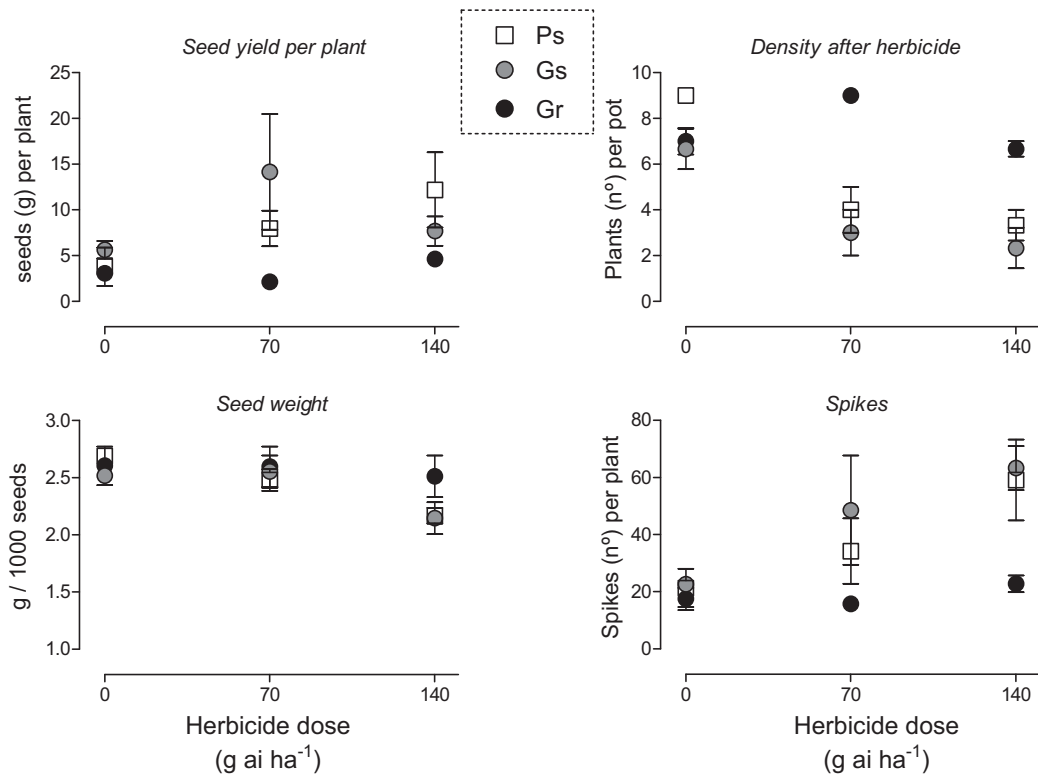 Seed yield per plant
Ps
Gs
Gr
Density after herbicide
seeds (g) per plant
25
20
15
10
5
0
0
70
140
Plants (nº) per pot
10
8
6
4
2
0
0
70
140
Seed weight
g / 1000 seeds
3.0
2.5
2.0
1.5
1.0
0
70
140
Herbicide dose
(g ai ha⁻¹)
Spikes
Spikes (nº) per plant
80
60
40
20
0
0
70
140
Herbicide dose
(g ai ha⁻¹)